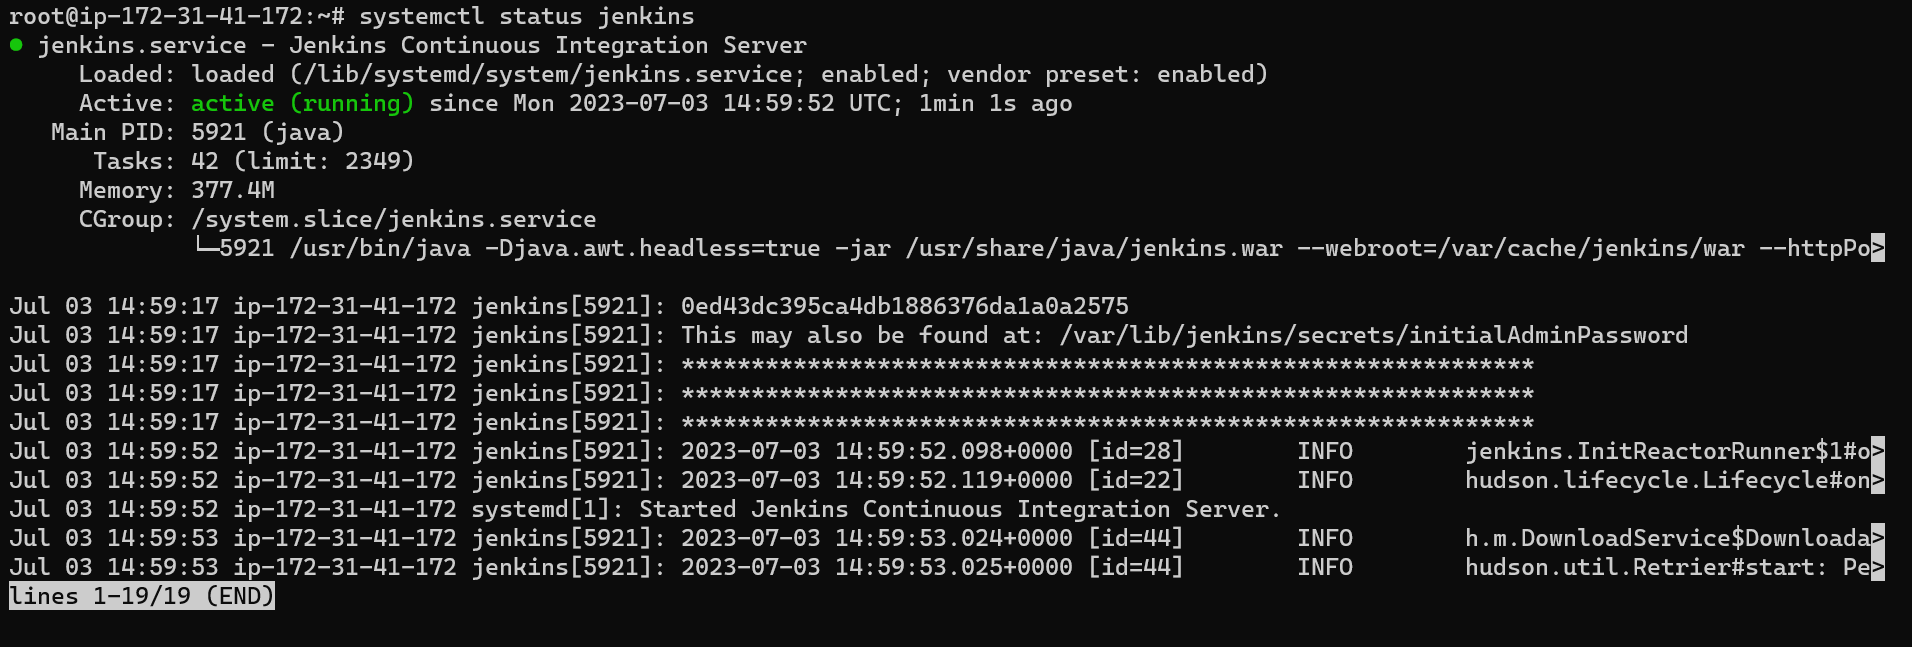 root@ip-172-31-41-172:~# systemctl status jenkins
● jenkins.service - Jenkins Continuous Integration Server
     Loaded: loaded (/lib/systemd/system/jenkins.service; enabled; vendor preset: enabled)
     Active: active (running) since Mon 2023-07-03 14:59:52 UTC; 1min 1s ago
   Main PID: 5921 (java)
      Tasks: 42 (limit: 2349)
     Memory: 377.4M
     CGroup: /system.slice/jenkins.service
             └─5921 /usr/bin/java -Djava.awt.headless=true -jar /usr/share/java/jenkins.war --webroot=/var/cache/jenkins/war --httpPo>
Jul 03 14:59:17 ip-172-31-41-172 jenkins[5921]: 0ed43dc395ca4db1886376da1a0a2575
Jul 03 14:59:17 ip-172-31-41-172 jenkins[5921]: This may also be found at: /var/lib/jenkins/secrets/initialAdminPassword
Jul 03 14:59:17 ip-172-31-41-172 jenkins[5921]: *************************************************************
Jul 03 14:59:17 ip-172-31-41-172 jenkins[5921]: *************************************************************
Jul 03 14:59:17 ip-172-31-41-172 jenkins[5921]: *************************************************************
Jul 03 14:59:52 ip-172-31-41-172 jenkins[5921]: 2023-07-03 14:59:52.098+0000 [id=28]        INFO        jenkins.InitReactorRunner$1#o>
Jul 03 14:59:52 ip-172-31-41-172 jenkins[5921]: 2023-07-03 14:59:52.119+0000 [id=22]        INFO        hudson.lifecycle.Lifecycle#on>
Jul 03 14:59:52 ip-172-31-41-172 systemd[1]: Started Jenkins Continuous Integration Server.
Jul 03 14:59:53 ip-172-31-41-172 jenkins[5921]: 2023-07-03 14:59:53.024+0000 [id=44]        INFO        h.m.DownloadService$Downloada>
Jul 03 14:59:53 ip-172-31-41-172 jenkins[5921]: 2023-07-03 14:59:53.025+0000 [id=44]        INFO        hudson.util.Retrier#start: Pe>
lines 1-19/19 (END)